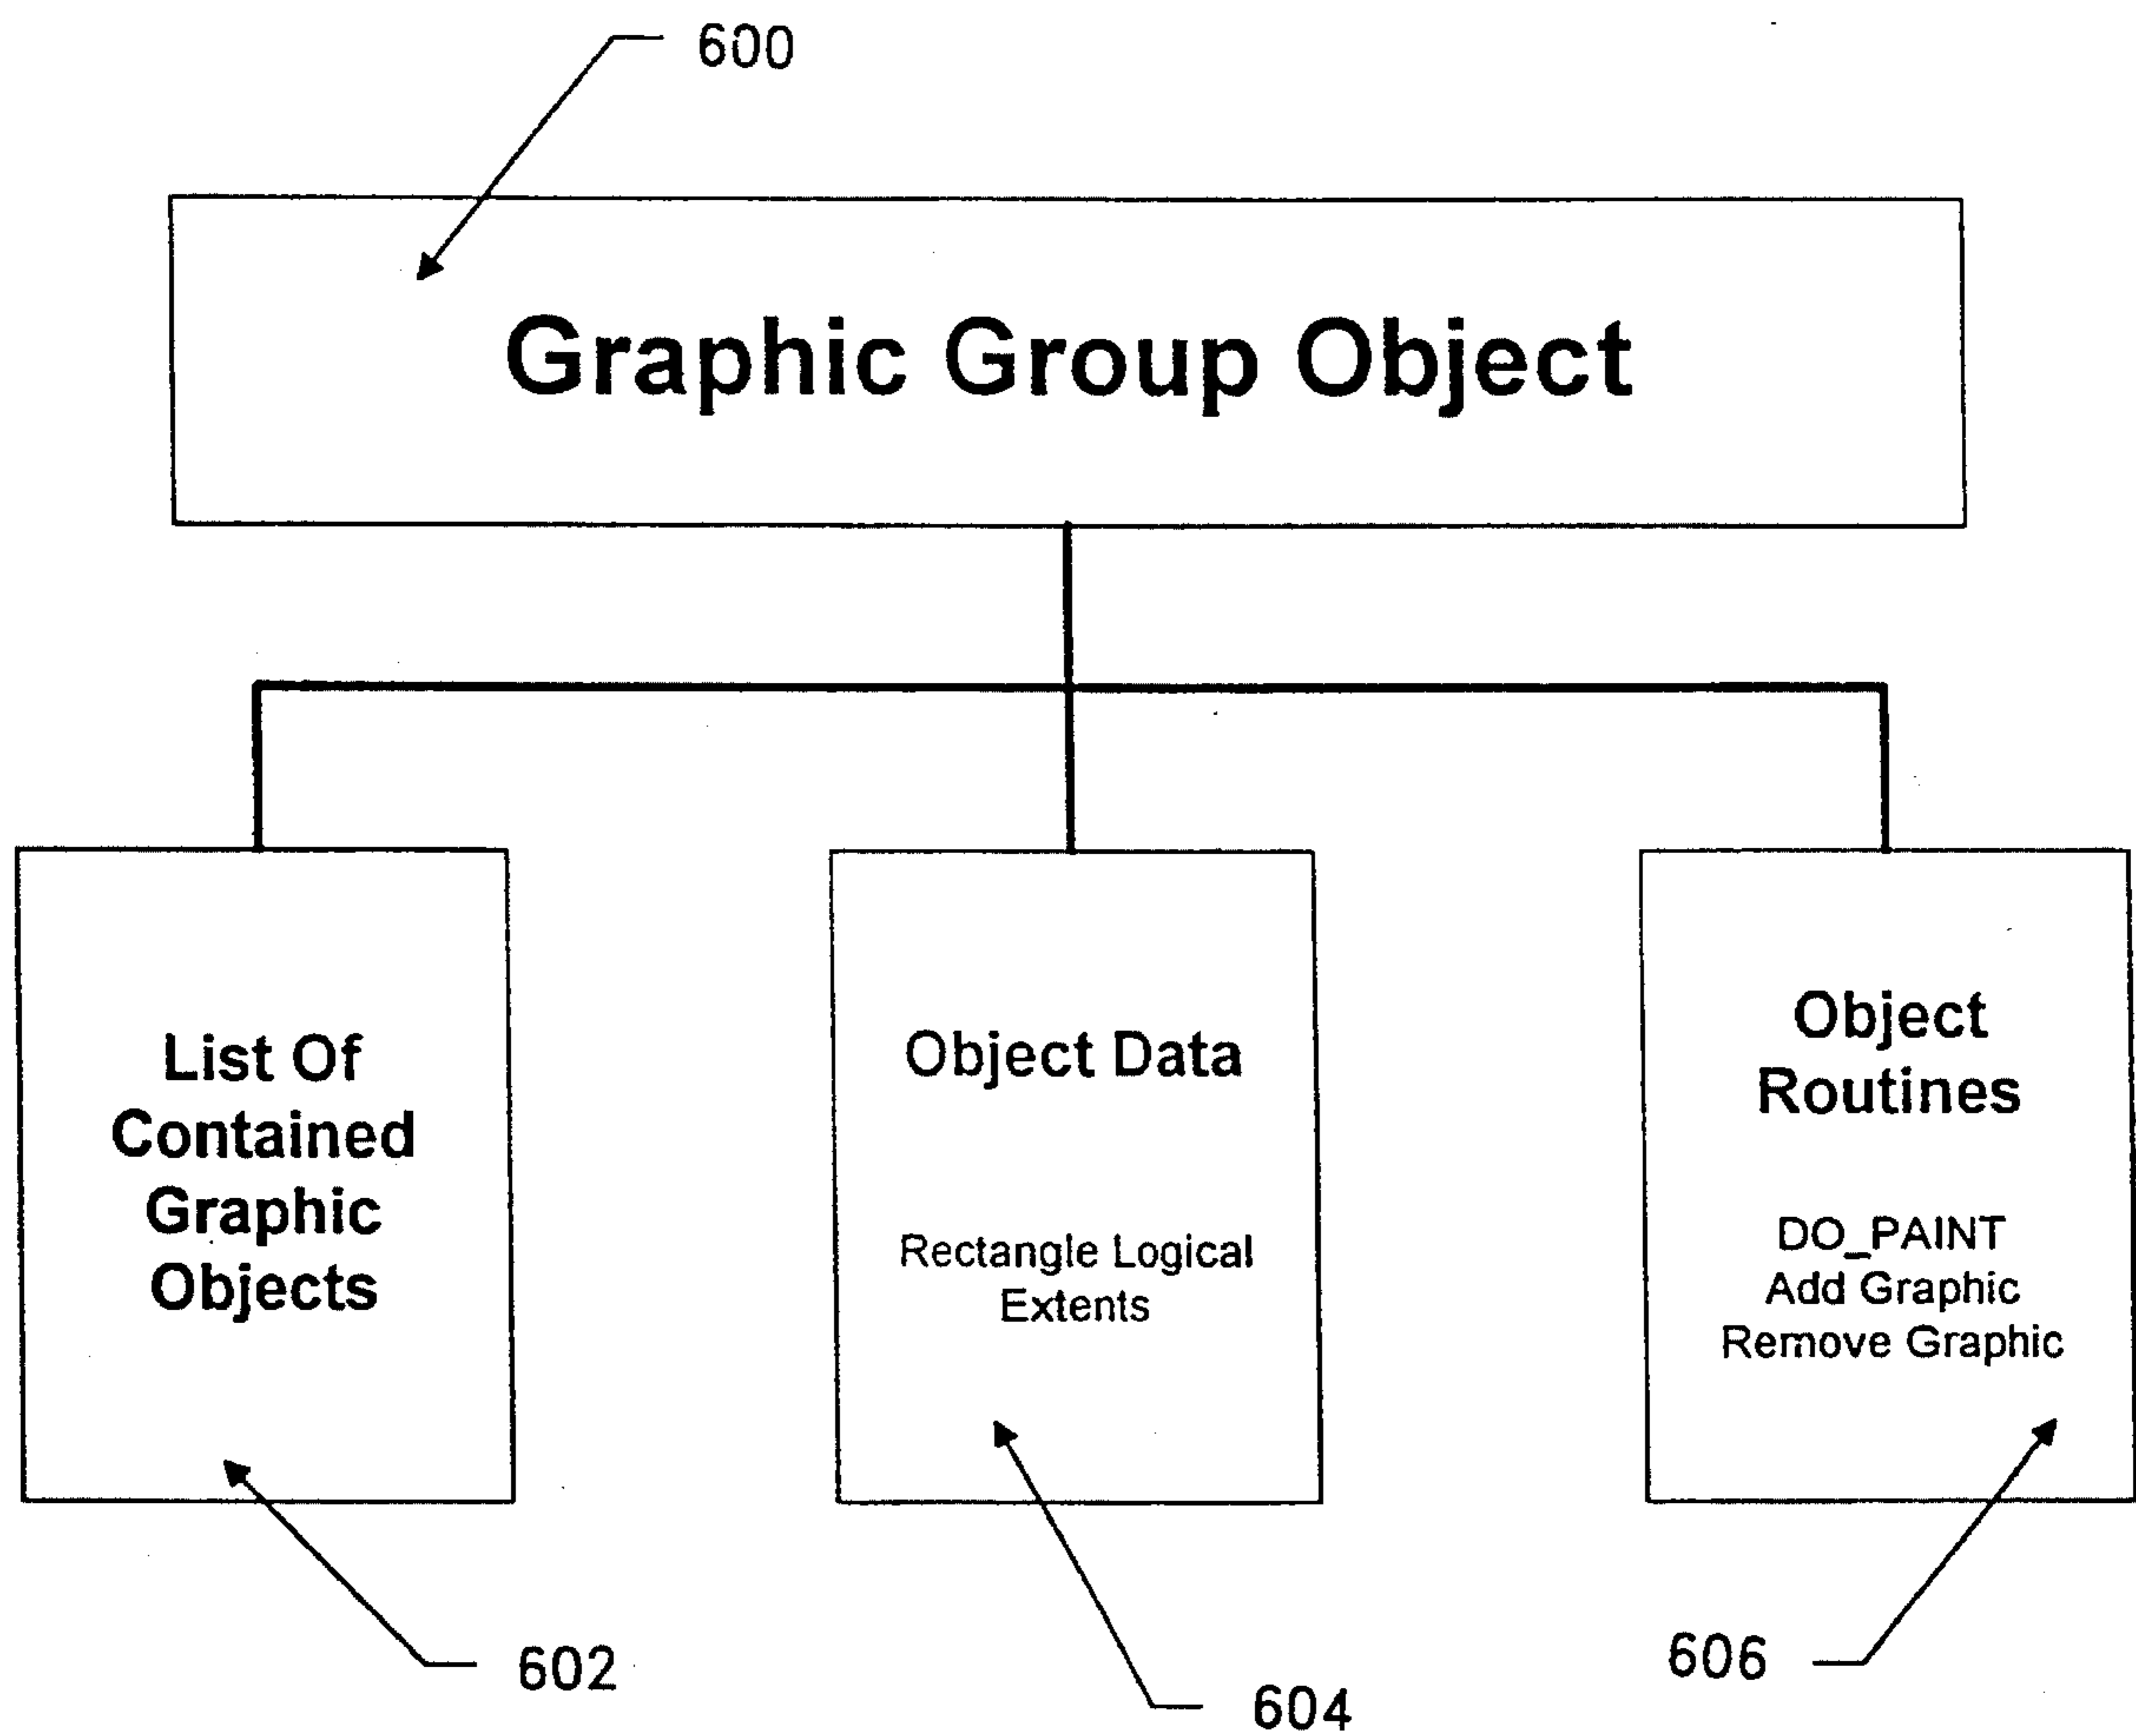 600
Graphic Group Object
List Of
Contained
Graphic
Objects
Object Data
Rectangle Logical
Extents
Object
Routines
DO_PAINT
Add Graphic
Remove Graphic
602
604
606